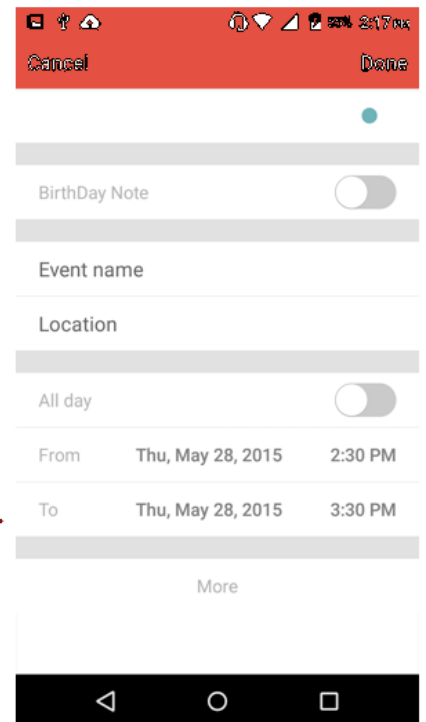 2:17 PM
Cancel Done
BirthDay Note
Event name
Location
All day
From Thu, May 28, 2015 2:30 PM
To Thu, May 28, 2015 3:30 PM
More